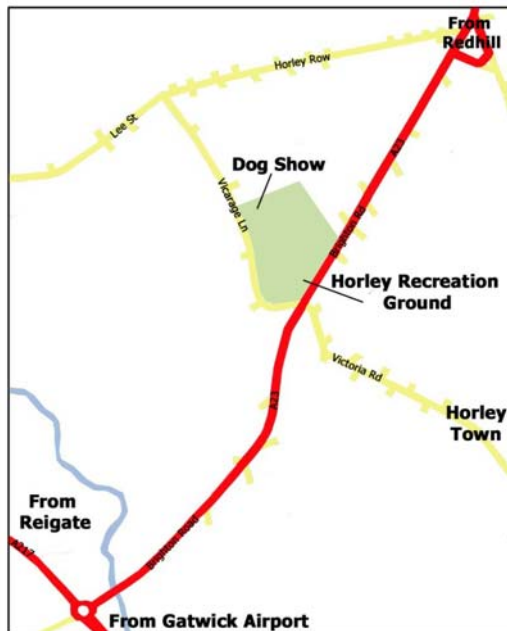 From
Redhill
Horley Row
Lee St
A23
Dog Show
Vicarage Ln
Brighton Rd
Horley Recreation
Ground
Victoria Rd
A23
Horley
Town
From
Reigate
Brighton Road
A217
From Gatwick Airport